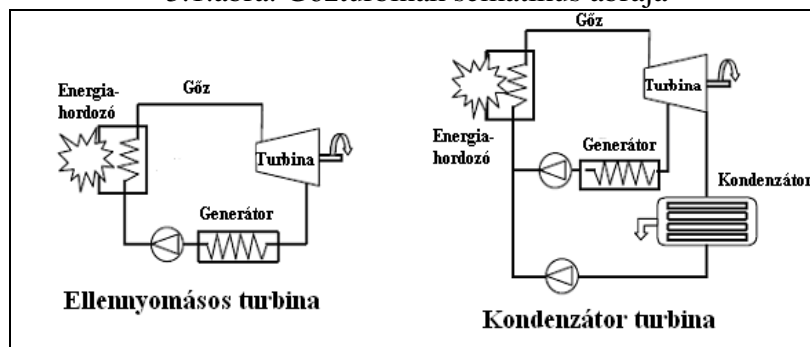 Gőz
Energia-
hordozó
Turbina
Generátor
Ellennyomásos turbina
Gőz
Turbina
Energia-
hordozó
Generátor
Kondenzátor
Kondenzátor turbina